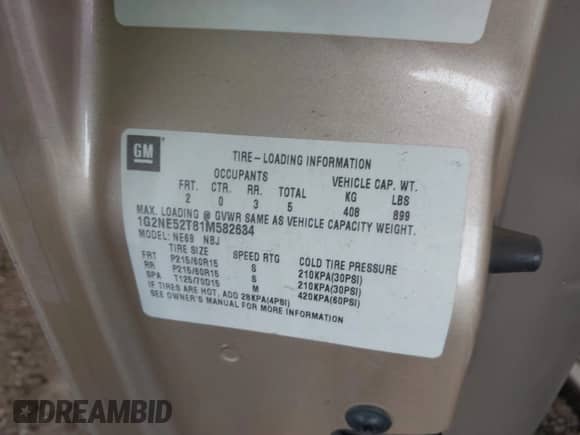 GM
TIRE-LOADING INFORMATION
OCCUPANTS VEHICLE CAP. WT.
FRT. CTR. RR. TOTAL KG LBS
2 0 3 5 408 899
MAX. LOADING @ GVWR SAME AS VEHICLE CAPACITY WEIGHT.
1G2NE52T81M582634
MODEL: NE69 NBJ
TIRE SIZE SPEED RTG COLD TIRE PRESSURE
FRT P215/60R15 S 210KPA(30PSI)
RR P215/60R15 S 210KPA(30PSI)
SPA T125/70D15 M 420KPA(60PSI)
IF TIRES ARE HOT, ADD 28KPA(4PSI)
SEE OWNER'S MANUAL FOR MORE INFORMATION
DREAMBID